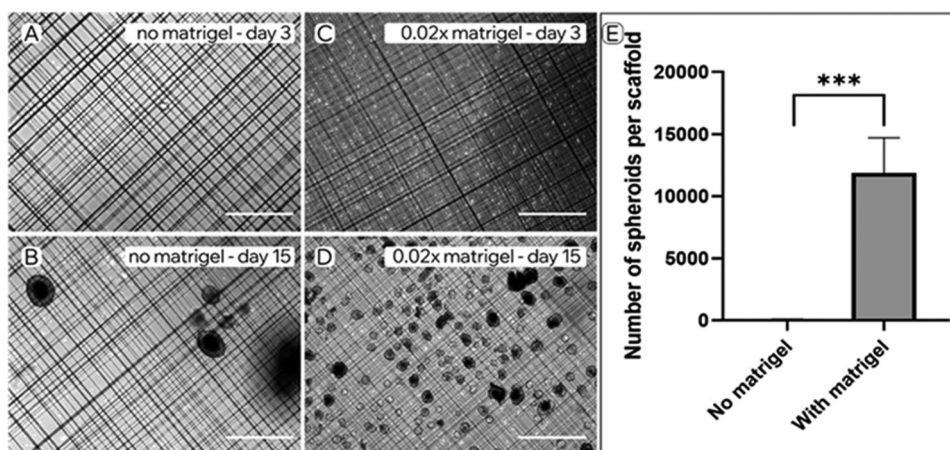 A
no matrigel - day 3
C
0.02x matrigel - day 3
B
no matrigel - day 15
D
0.02x matrigel - day 15
E
Number of spheroids per scaffold
20000
15000
10000
5000
0
***
No matrigel
With matrigel